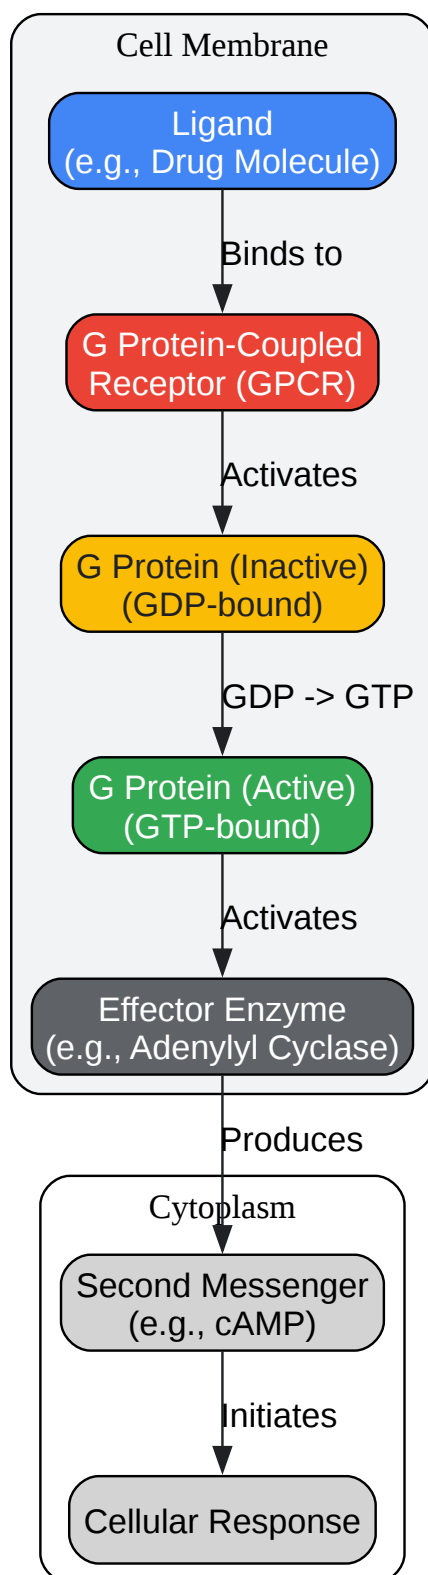 Cell Membrane
Ligand
(e.g., Drug Molecule)
Binds to
G Protein-Coupled
Receptor (GPCR)
Activates
G Protein (Inactive)
(GDP-bound)
GDP -> GTP
G Protein (Active)
(GTP-bound)
Activates
Effector Enzyme
(e.g., Adenylyl Cyclase)
Produces
Cytoplasm
Second Messenger
(e.g., cAMP)
Initiates
Cellular Response